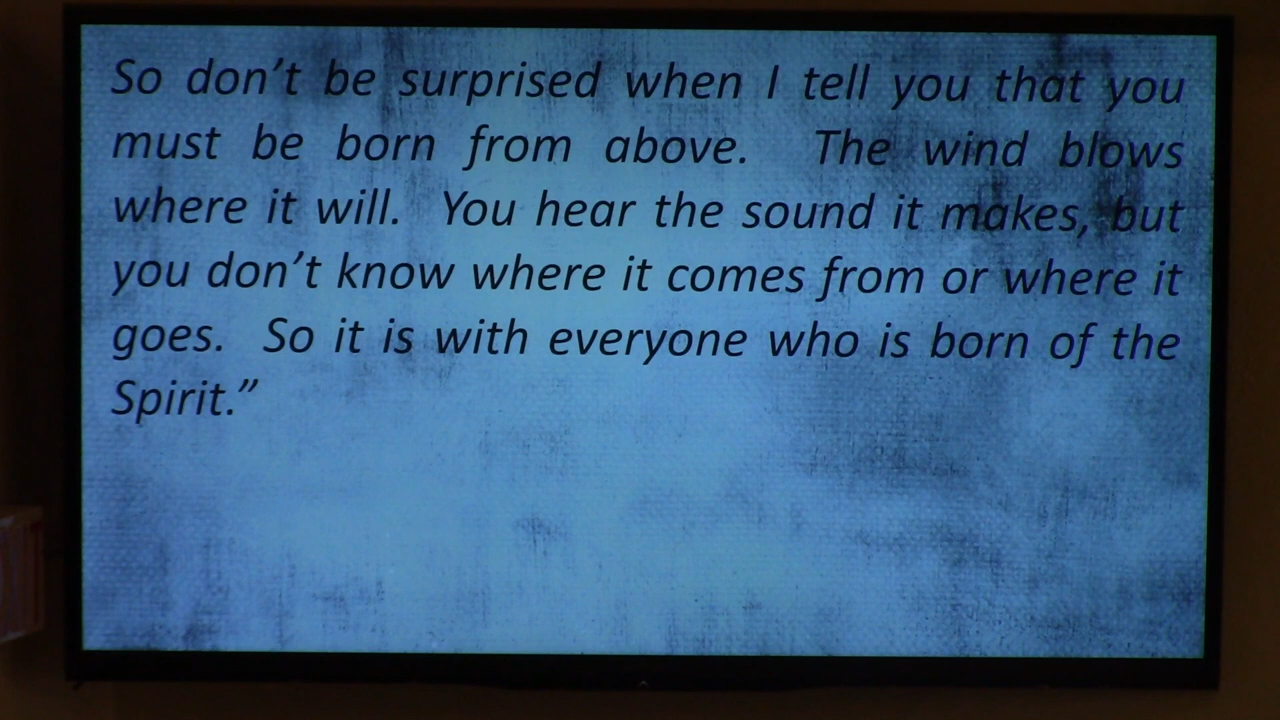 So don’t be surprised when I tell you that you
must be born from above. The wind blows
where it will. You hear the sound it makes, but
you don’t know where it comes from or where it
goes. So it is with everyone who is born of the
Spirit.”